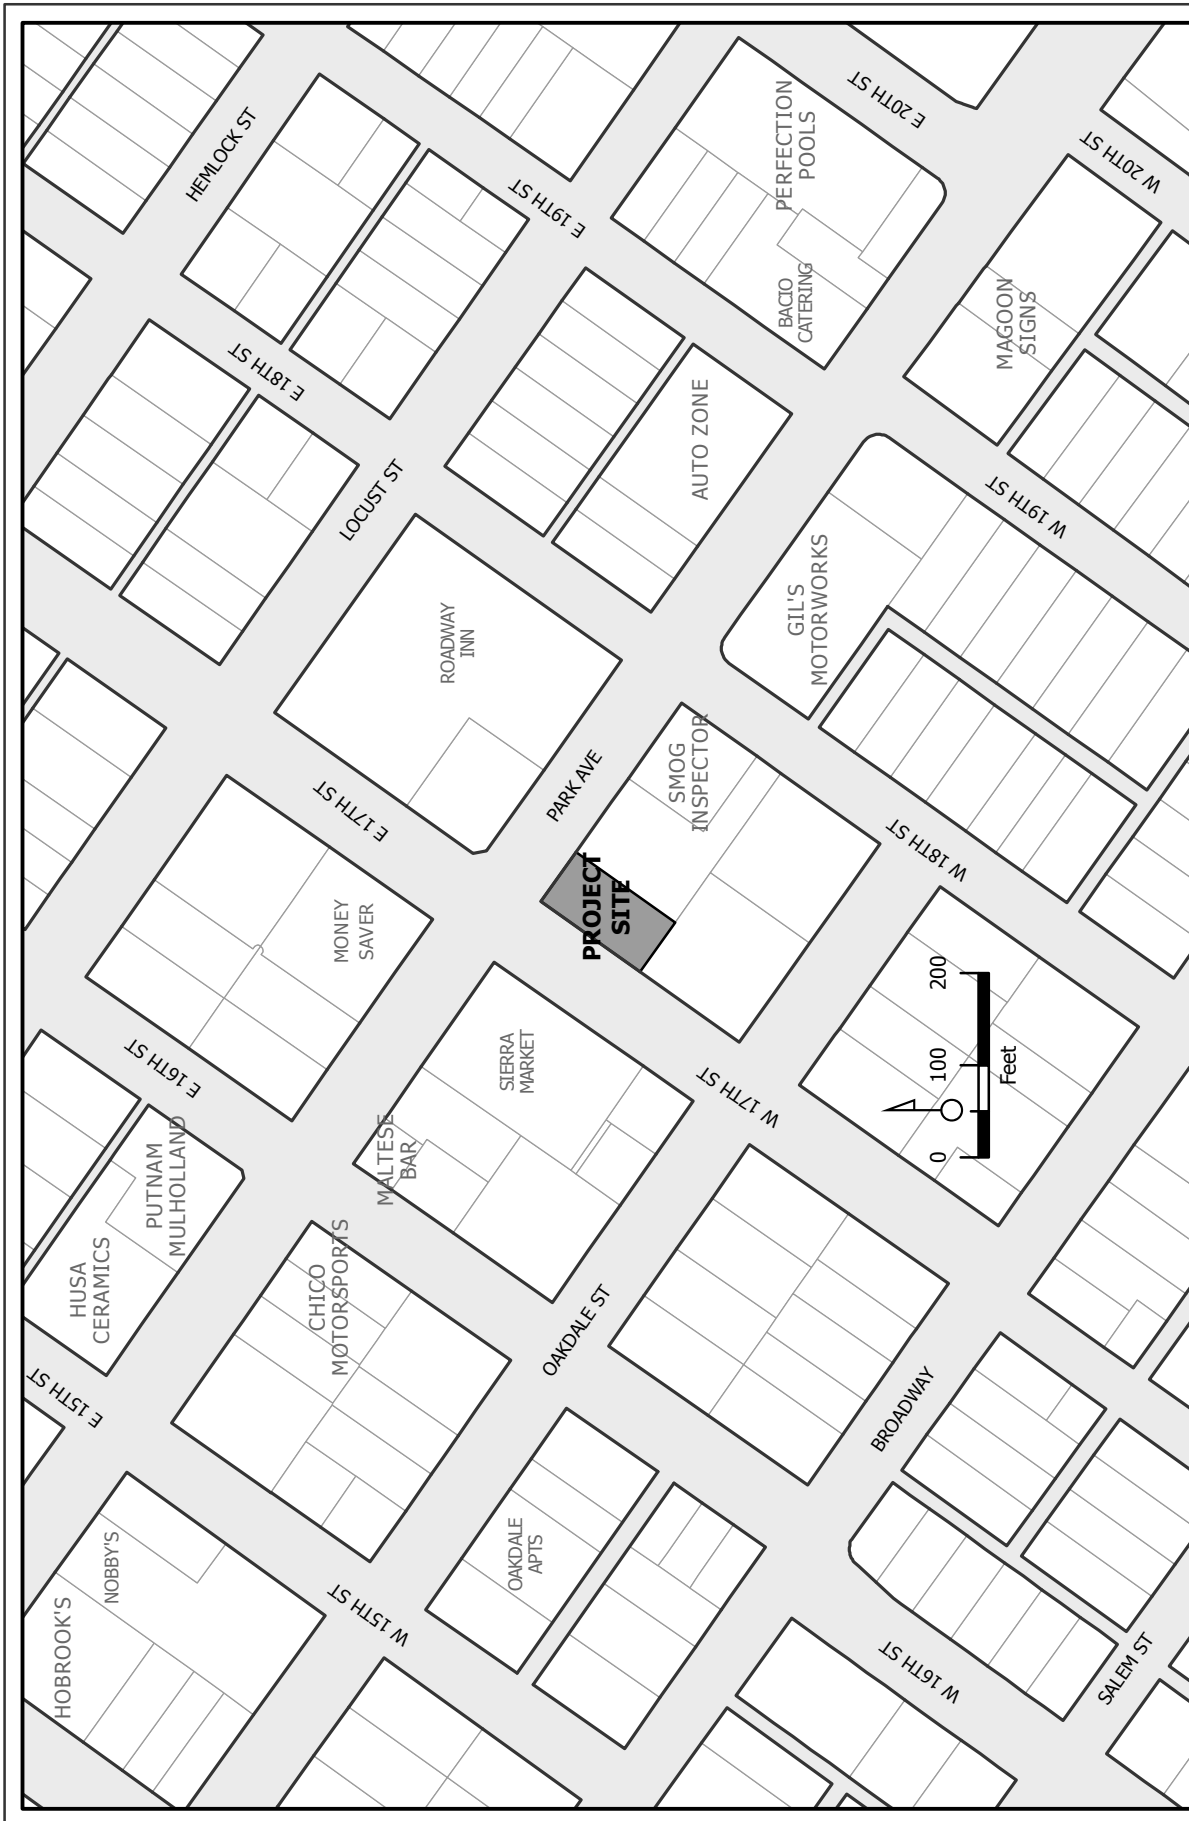 HEMLOCK ST
E 20TH ST
W 20TH ST
PERFECTION
POOLS
E 19TH ST
BACIO
CATERING
MAGOON
SIGNS
E 18TH ST
AUTO ZONE
LOCUST ST
W 19TH ST
GIL'S
MOTORWORKS
ROADWAY
INN
SMOG
INSPECTOR
PARK AVE
E 17TH ST
W 18TH ST
PROJECT
SITE
MONEY
SAVER
0 100 200
Feet
SIERRA
MARKET
E 16TH ST
W 17TH ST
MALTESE
BAR
PUTNAM
MULHOLLAND
HUSA
CERAMICS
CHICO
MOTORSPORTS
OAKDALE ST
E 15TH ST
BROADWAY
NOBBY'S
OAKDALE
APTS
HOBROOK'S
W 15TH ST
W 16TH ST
SALEM ST